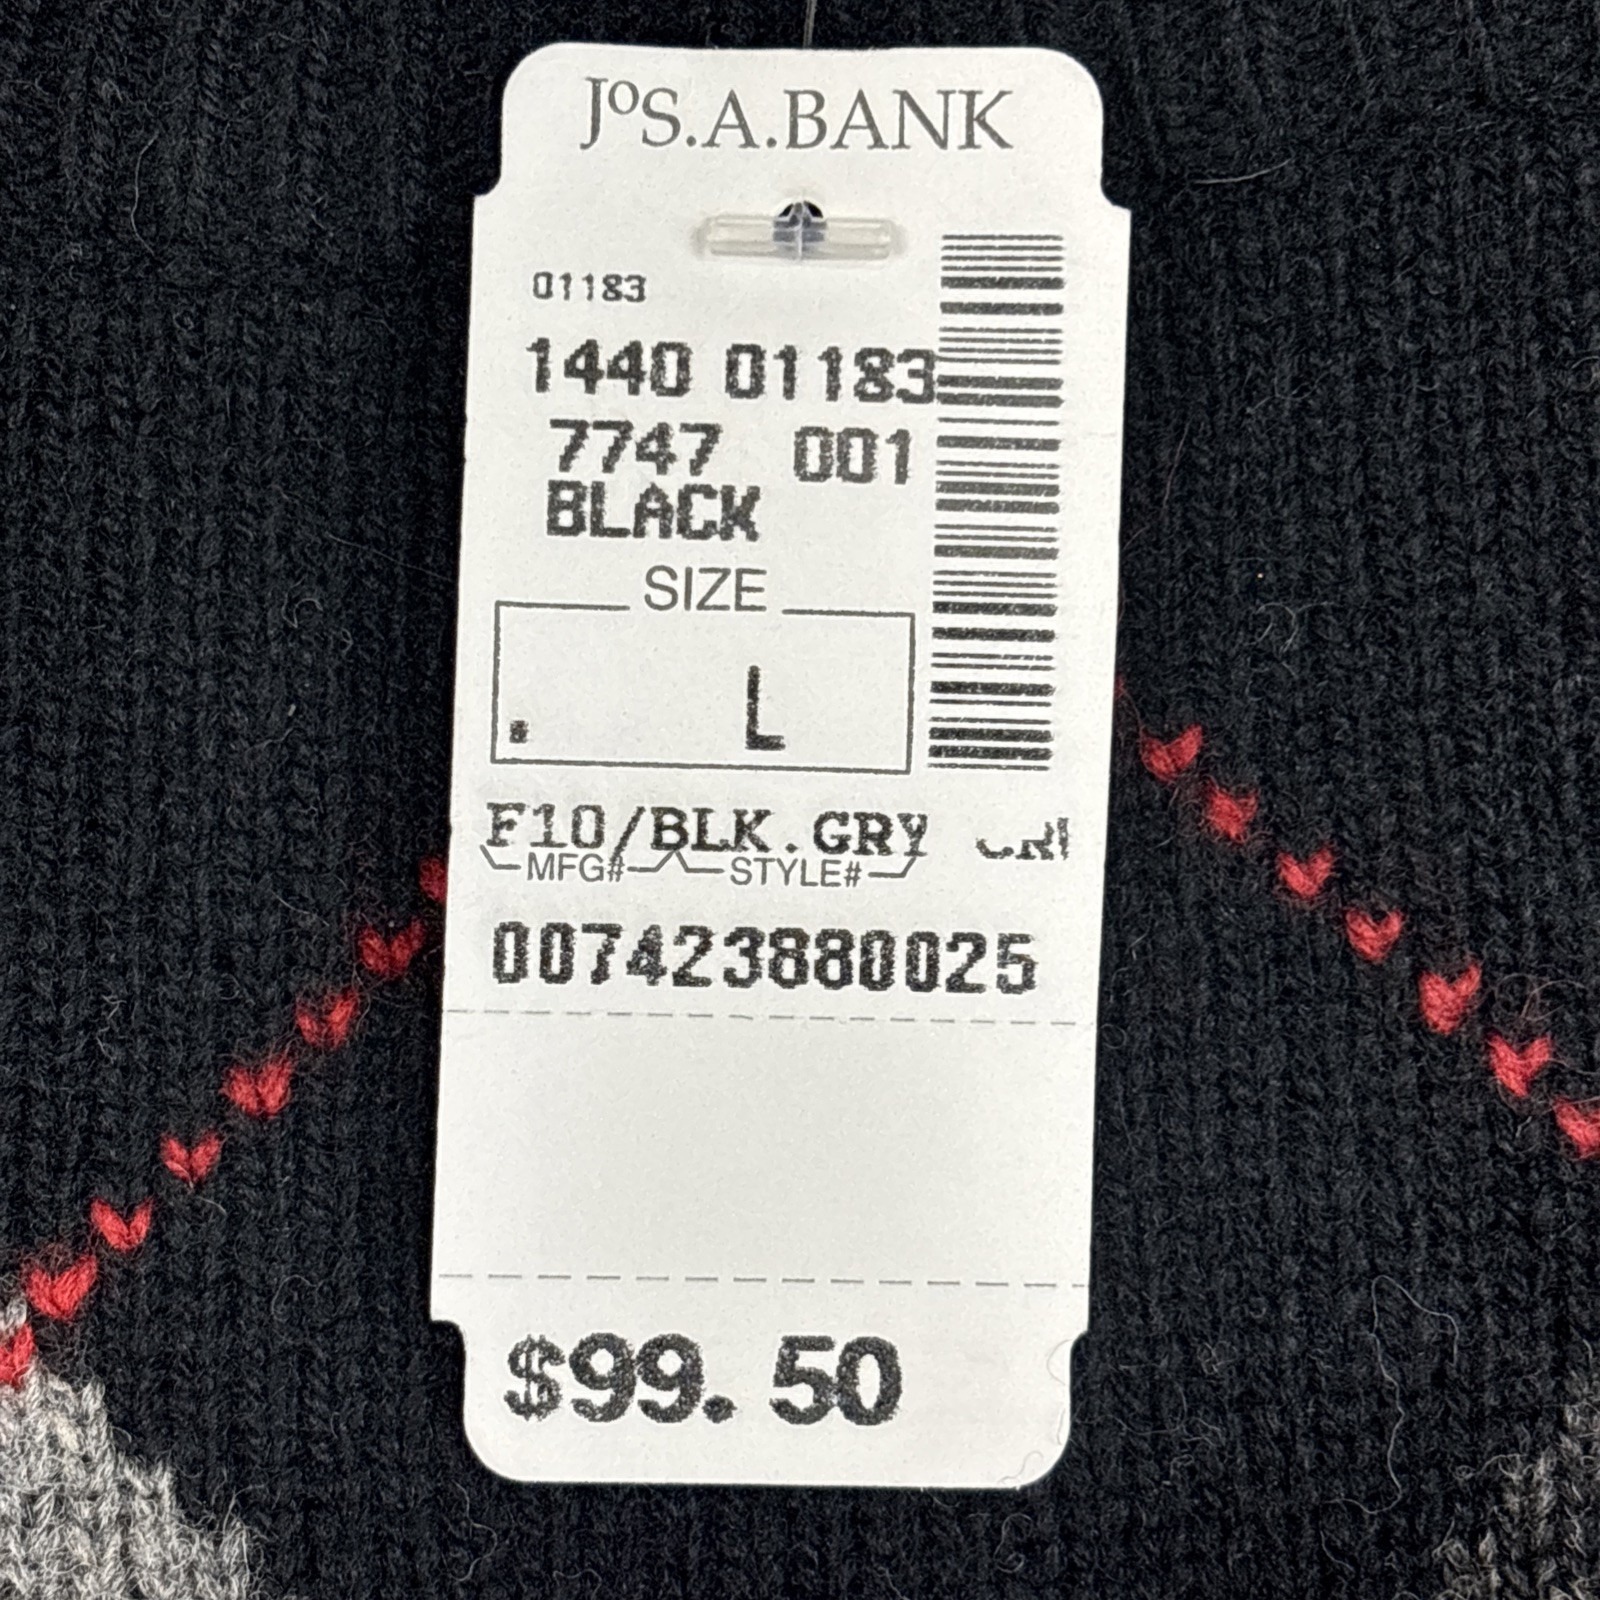 JoS.A.BANK
01183
1440 01183
7747 001
BLACK
SIZE
. L
F10/BLK.GRY
MFG# STYLE#
007423880025
$99.50